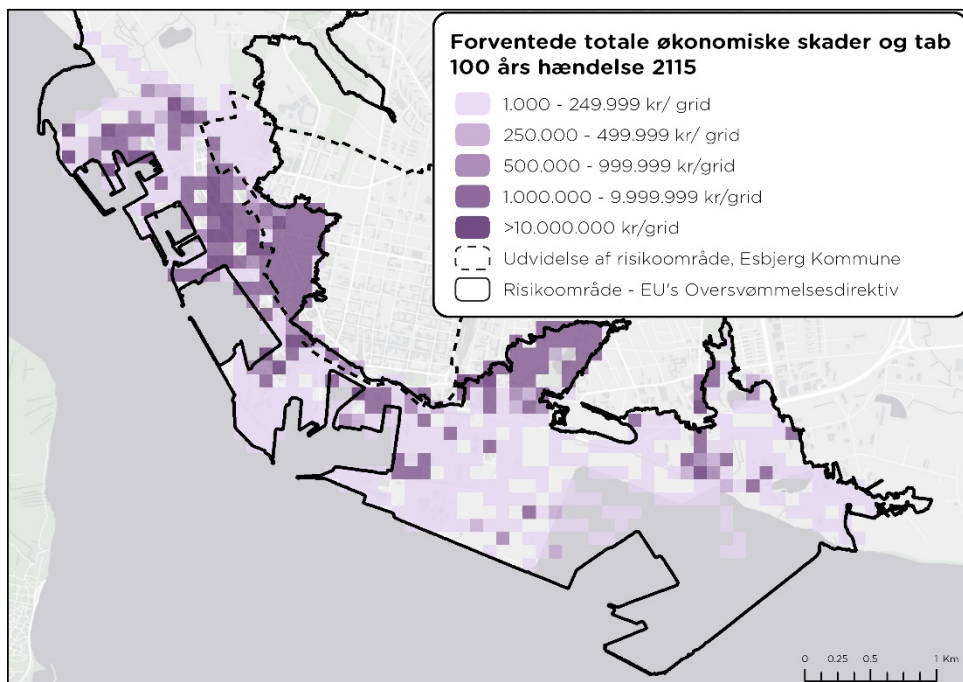 Forventede totale økonomiske skader og tab
100 års hændelse 2115
1.000 - 249.999 kr/ grid
250.000 - 499.999 kr/ grid
500.000 - 999.999 kr/grid
1.000.000 - 9.999.999 kr/grid
>10.000.000 kr/grid
Udvidelse af risikoområde, Esbjerg Kommune
Risikoområde - EU's Oversvømmelsesdirektiv
0 0.25 0.5 1 Km